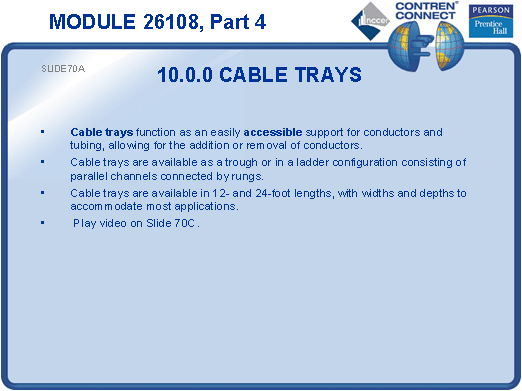 MODULE 26108, Part 4
nccer
CONTREN®
CONNECT
PEARSON
Prentice
Hall
SLIDE 70A
10.0.0 CABLE TRAYS
• Cable trays function as an easily accessible support for conductors and
tubing, allowing for the addition or removal of conductors.
• Cable trays are available as a trough or in a ladder configuration consisting of
parallel channels connected by rungs.
• Cable trays are available in 12- and 24-foot lengths, with widths and depths to
accommodate most applications.
• Play video on Slide 70C.